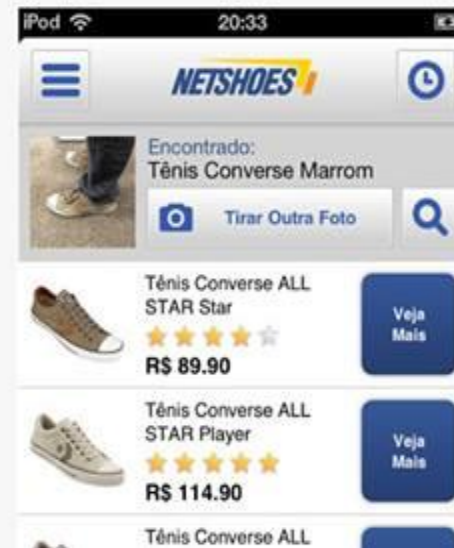 iPod 20:33
NETSHOES
Encontrado:
Tênis Converse Marrom
Tirar Outra Foto
Tênis Converse ALL
STAR Star
R$ 89.90
Veja
Mais
Tênis Converse ALL
STAR Player
R$ 114.90
Veja
Mais
Tênis Converse ALL